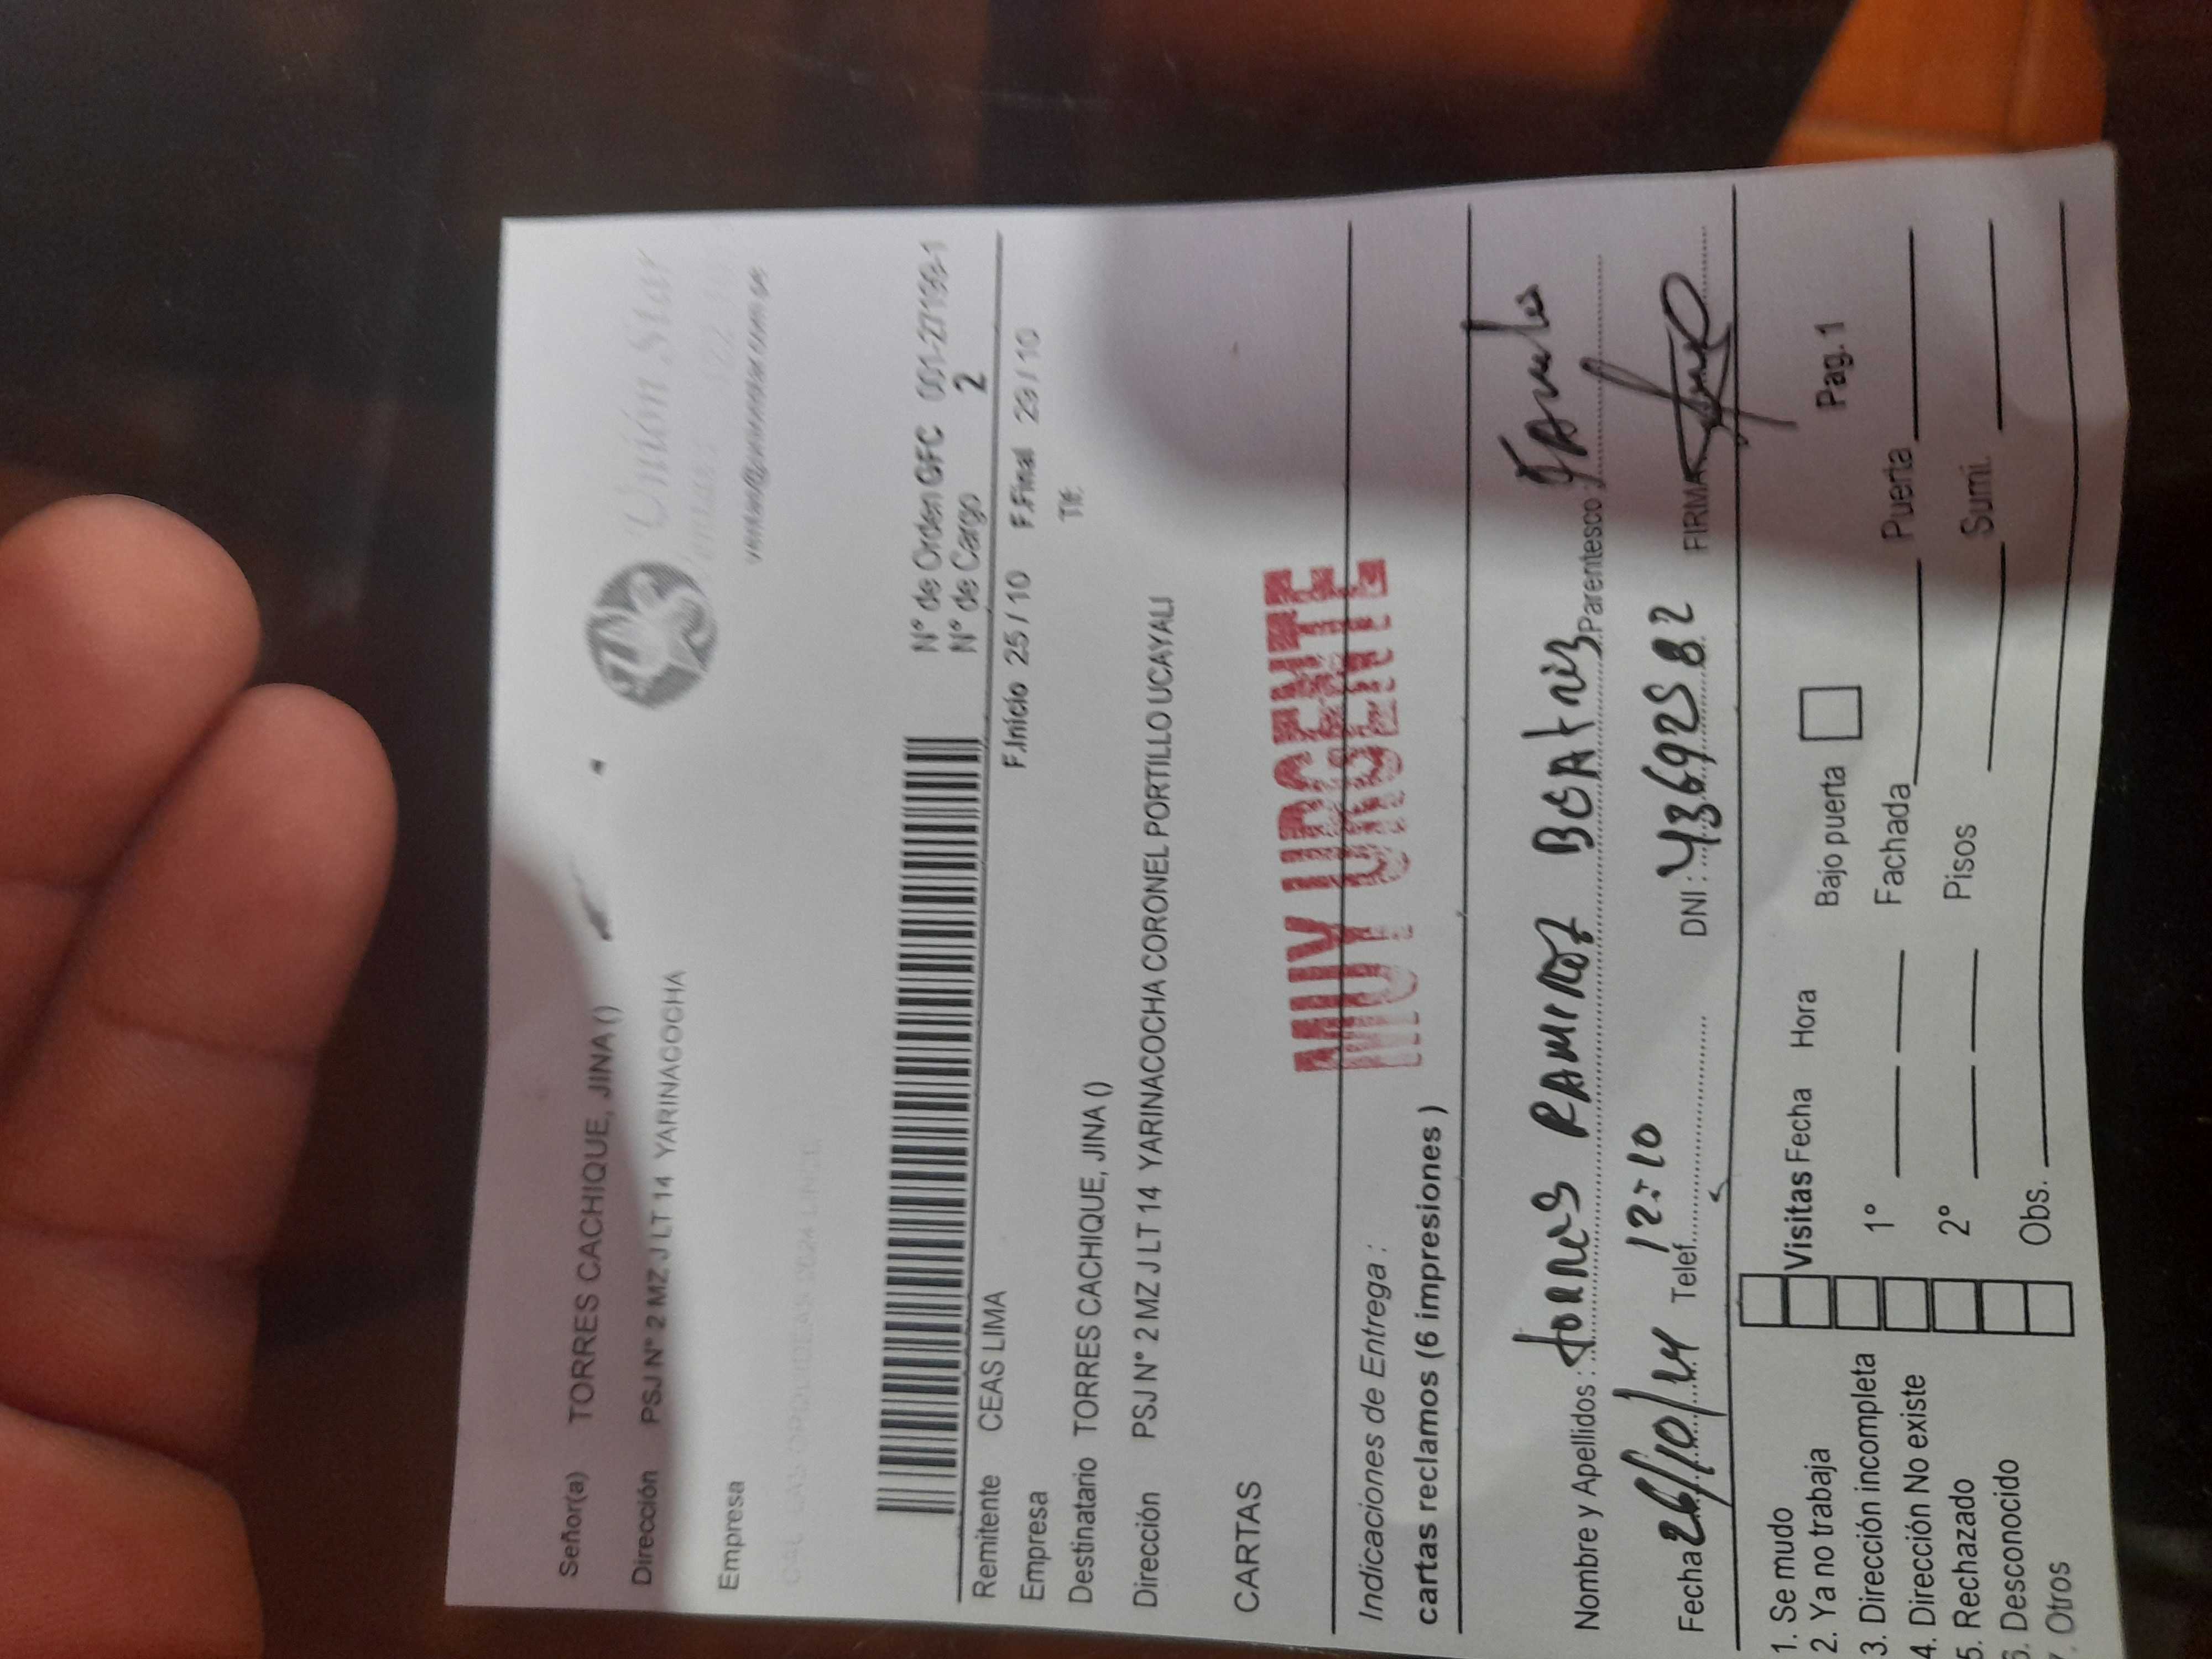 Unión Star
Señor(a) TORRES CACHIQUE, JINA ()
Dirección PSJ N° 2 MZ J LT 14 YARINACOCHA
Empresa
N° de Orden GFC 001-27199-1
N° de Cargo 2
Remitente CEAS LIMA
F.Inicio 25 / 10 F.Final 29 / 10
Empresa
Tlf.
Destinatario TORRES CACHIQUE, JINA ()
Dirección PSJ N° 2 MZ J LT 14 YARINACOCHA CORONEL PORTILLO UCAYALI
CARTAS
MUY URGENTE
Indicaciones de Entrega :
cartas reclamos (6 impresiones )
Nombre y Apellidos : Torres Ramirez Beatriz Parentesco :
Fecha 26/10/24 12:10 Telef. DNI : 43692582 FIRMA
1. Se mudo
2. Ya no trabaja
3. Dirección incompleta
4. Dirección No existe
5. Rechazado
6. Desconocido
7. Otros
Visitas Fecha Hora Bajo puerta Pag. 1
1° Fachada Puerta
2° Pisos Sumi.
Obs.